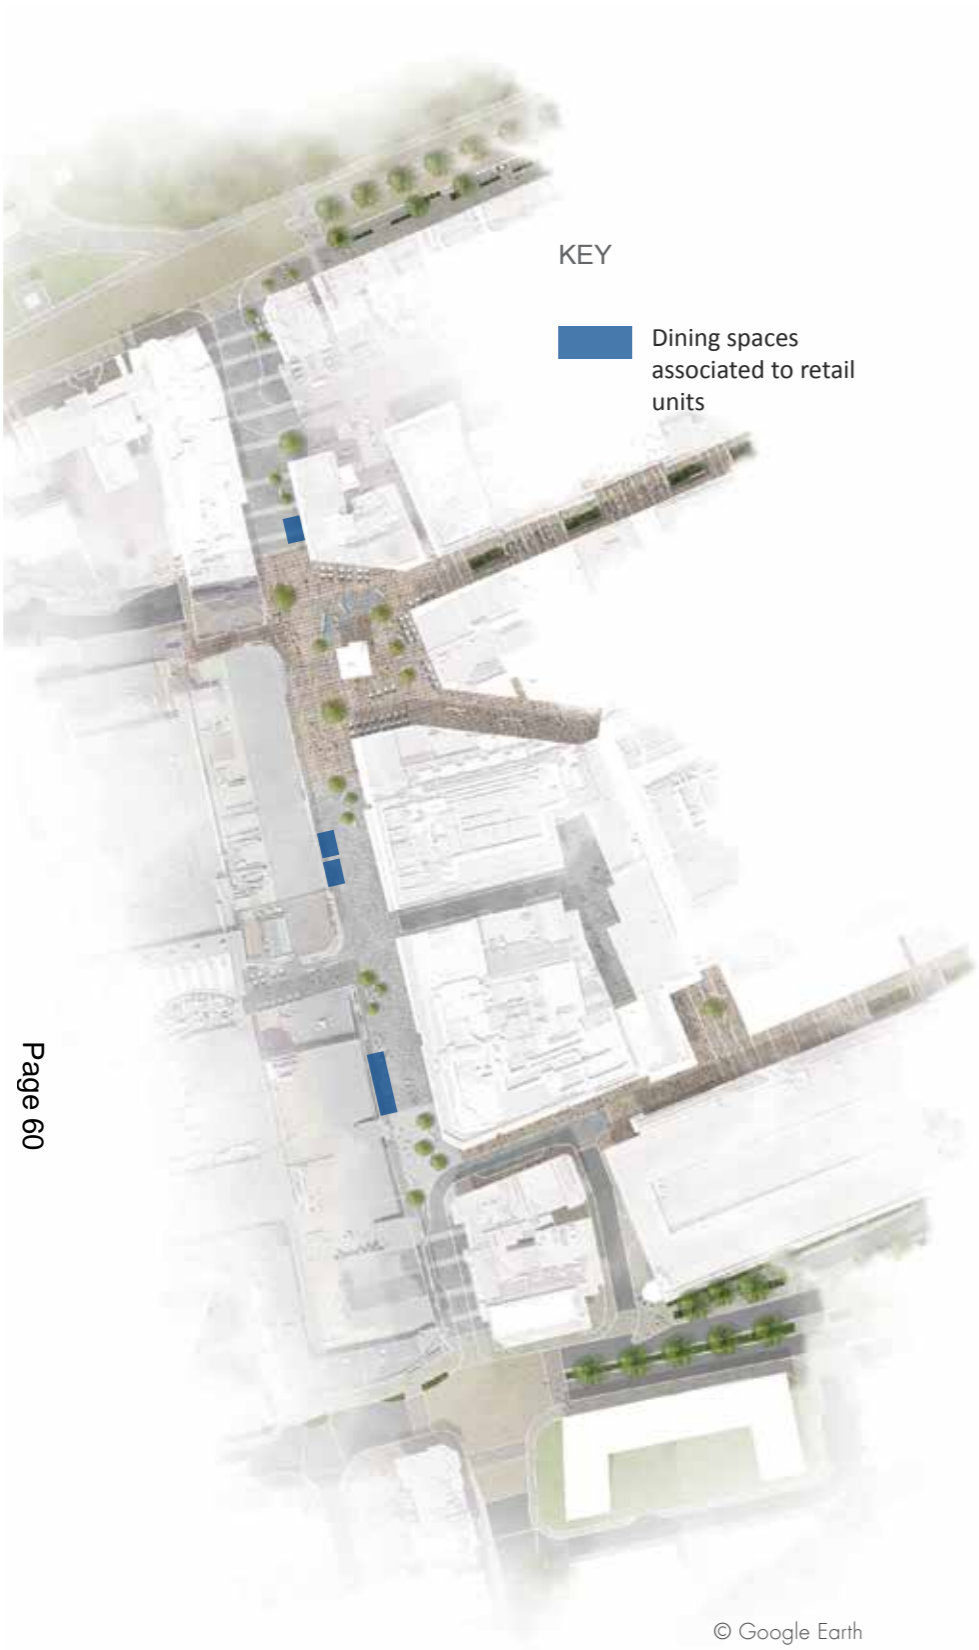 KEY
Dining spaces
associated to retail
units
Page 60
© Google Earth